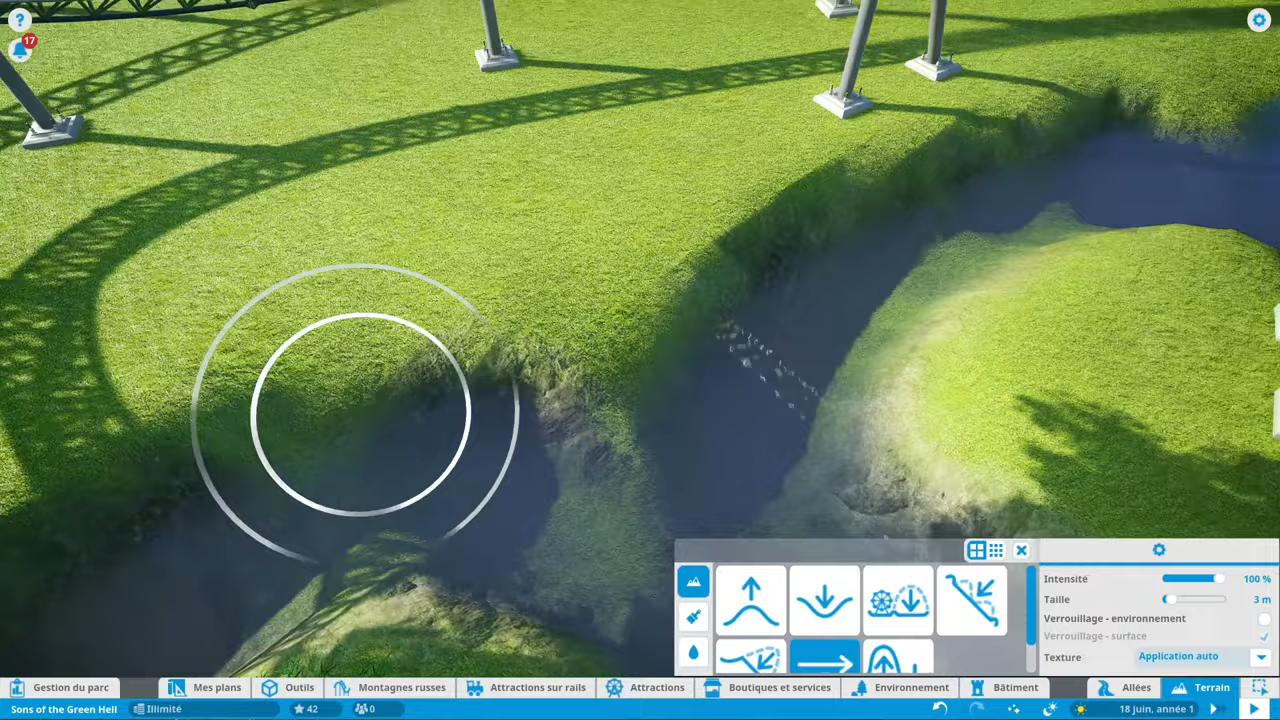 ?
17
Intensité 100 %
Taille 3 m
Verrouillage - environnement
Verrouillage - surface
Texture Application auto
Gestion du parc Mes plans Outils Montagnes russes Attractions sur rails Attractions Boutiques et services Environnement Bâtiment Allées Terrain
Sons of the Green Hell Illimité 42 0 18 juin, année 1